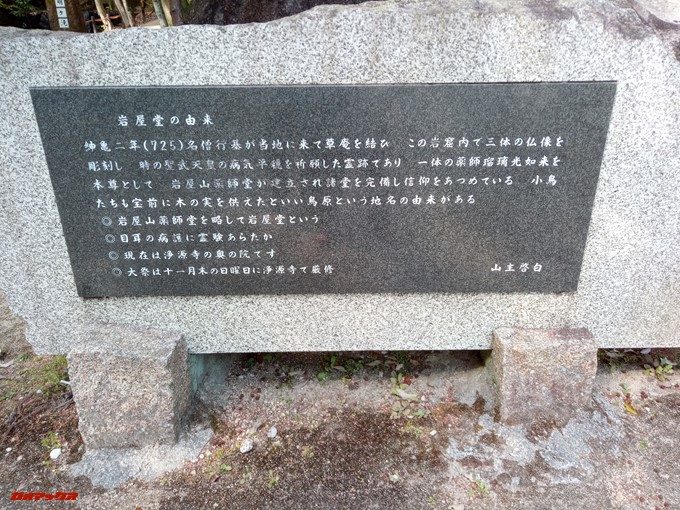 岩屋堂の由来
神亀二年(725)名僧行基が当地に来て草庵を結び この岩窟内で三体の仏像を
彫刻し 時の聖武天皇の病気平穏を祈願した霊跡であり 一体の薬師瑠璃光如来を
本尊として 岩屋山薬師堂が建立され諸堂を完備し信仰をあつめている 小鳥
たちも宝前に木の実を供えたといい鳥原という地名の由来がある
◎岩屋山薬師堂を略して岩屋堂という
◎目耳の病讖に霊験あらたか
◎現在は浄源寺の奥の院てす
◎大祭は十一月末の日曜日に浄源寺で厳修
山主啓白
ロカマックス